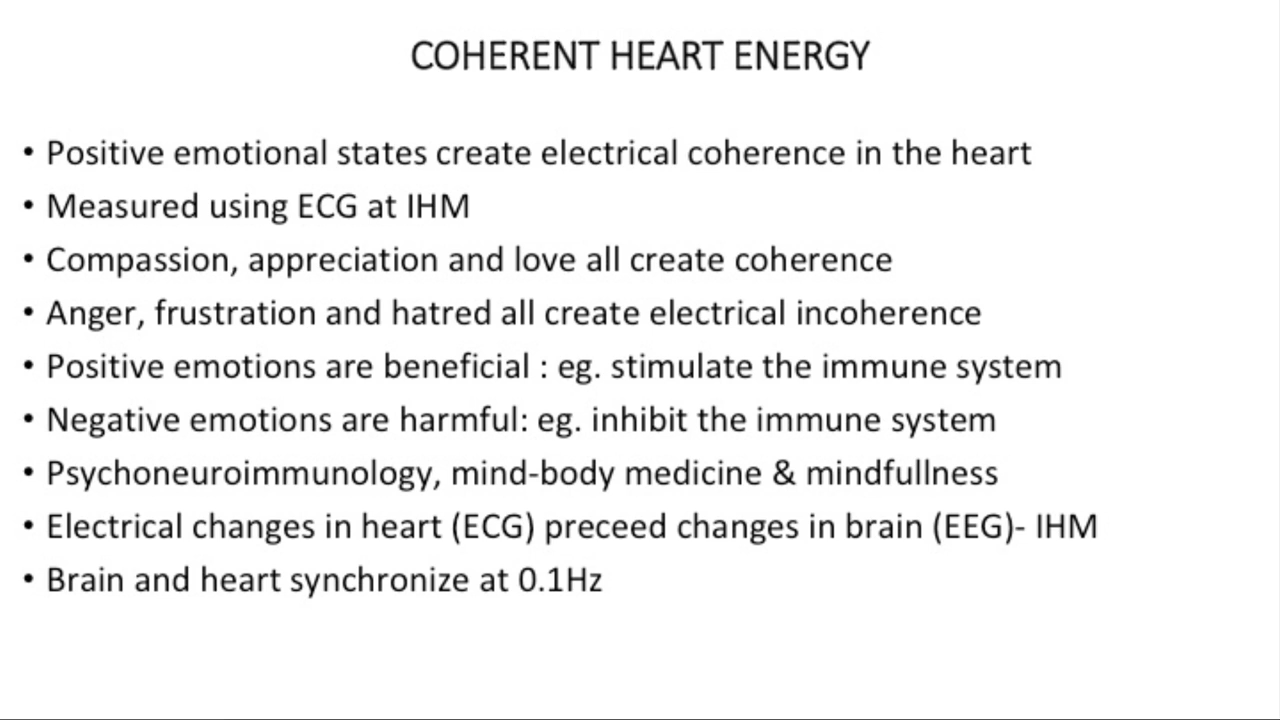 COHERENT HEART ENERGY
• Positive emotional states create electrical coherence in the heart
• Measured using ECG at IHM
• Compassion, appreciation and love all create coherence
• Anger, frustration and hatred all create electrical incoherence
• Positive emotions are beneficial : eg. stimulate the immune system
• Negative emotions are harmful: eg. inhibit the immune system
• Psychoneuroimmunology, mind-body medicine & mindfullness
• Electrical changes in heart (ECG) preceed changes in brain (EEG)- IHM
• Brain and heart synchronize at 0.1Hz